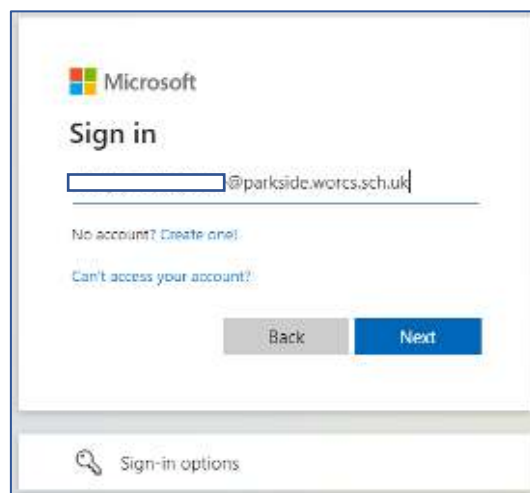 Microsoft
Sign in
@parkside.worcs.sch.uk
No account? Create one!
Can't access your account?
Back
Next
Sign-in options